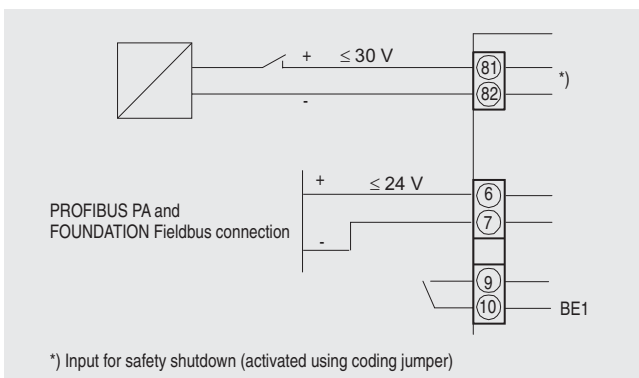 + ≤ 30 V
81
*)
82
-
+ ≤ 24 V
6
PROFIBUS PA and
7
FOUNDATION Fieldbus connection
-
9
10 BE1
*) Input for safety shutdown (activated using coding jumper)